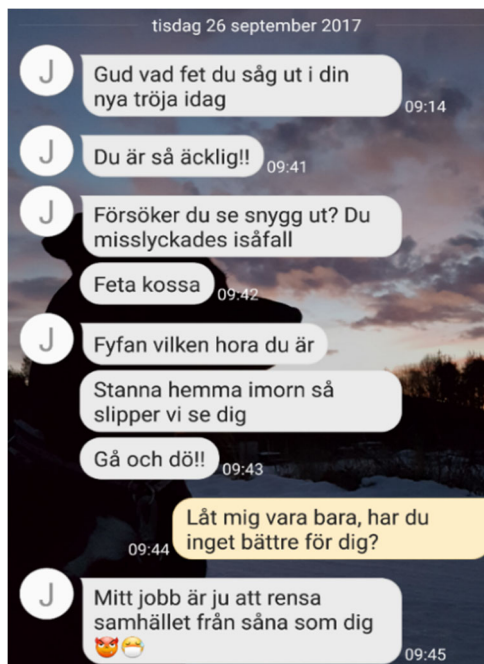 tisdag 26 september 2017
J
Gud vad fet du såg ut i din
nya tröja idag
09:14
J
Du är så äcklig!!
09:41
J
Försöker du se snygg ut? Du
misslyckades isåfall
Feta kossa
09:42
J
Fyfan vilken hora du är
Stanna hemma imorn så
slipper vi se dig
Gå och dö!!
09:43
Låt mig vara bara, har du
inget bättre för dig?
09:44
J
Mitt jobb är ju att rensa
samhället från såna som dig
😈😷
09:45